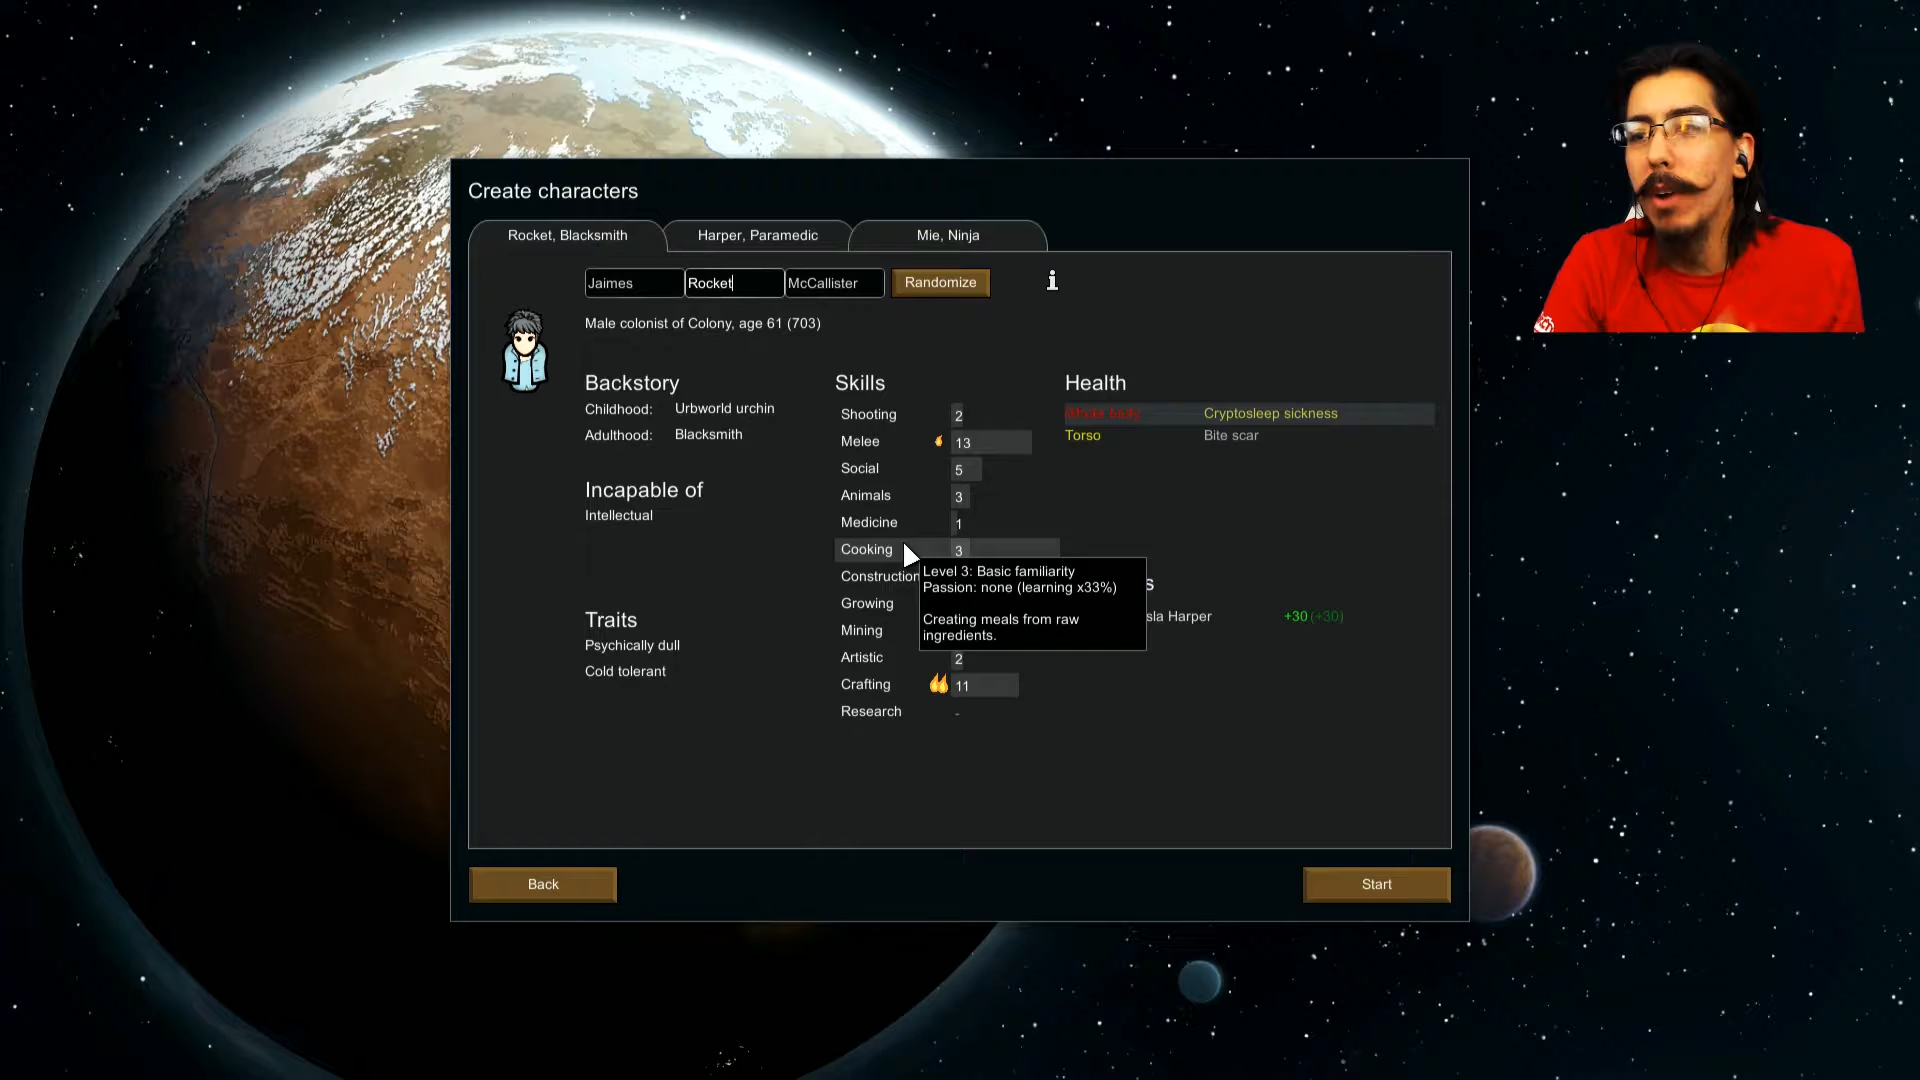 Create characters
Rocket, Blacksmith
Harper, Paramedic
Mie, Ninja
Jaimes
Rocket
McCallister
Randomize
Male colonist of Colony, age 61 (703)
Backstory
Childhood: Urbworld urchin
Adulthood: Blacksmith
Incapable of
Intellectual
Traits
Psychically dull
Cold tolerant
Skills
Shooting 2
Melee 13
Social 5
Animals 3
Medicine 1
Cooking 3
Construction
Growing
Mining
Artistic 2
Crafting 11
Research -
Level 3: Basic familiarity
Passion: none (learning x33%)
Creating meals from raw
ingredients.
Health
Whole body Cryptosleep sickness
Torso Bite scar
sla Harper +30 (+30)
Back
Start